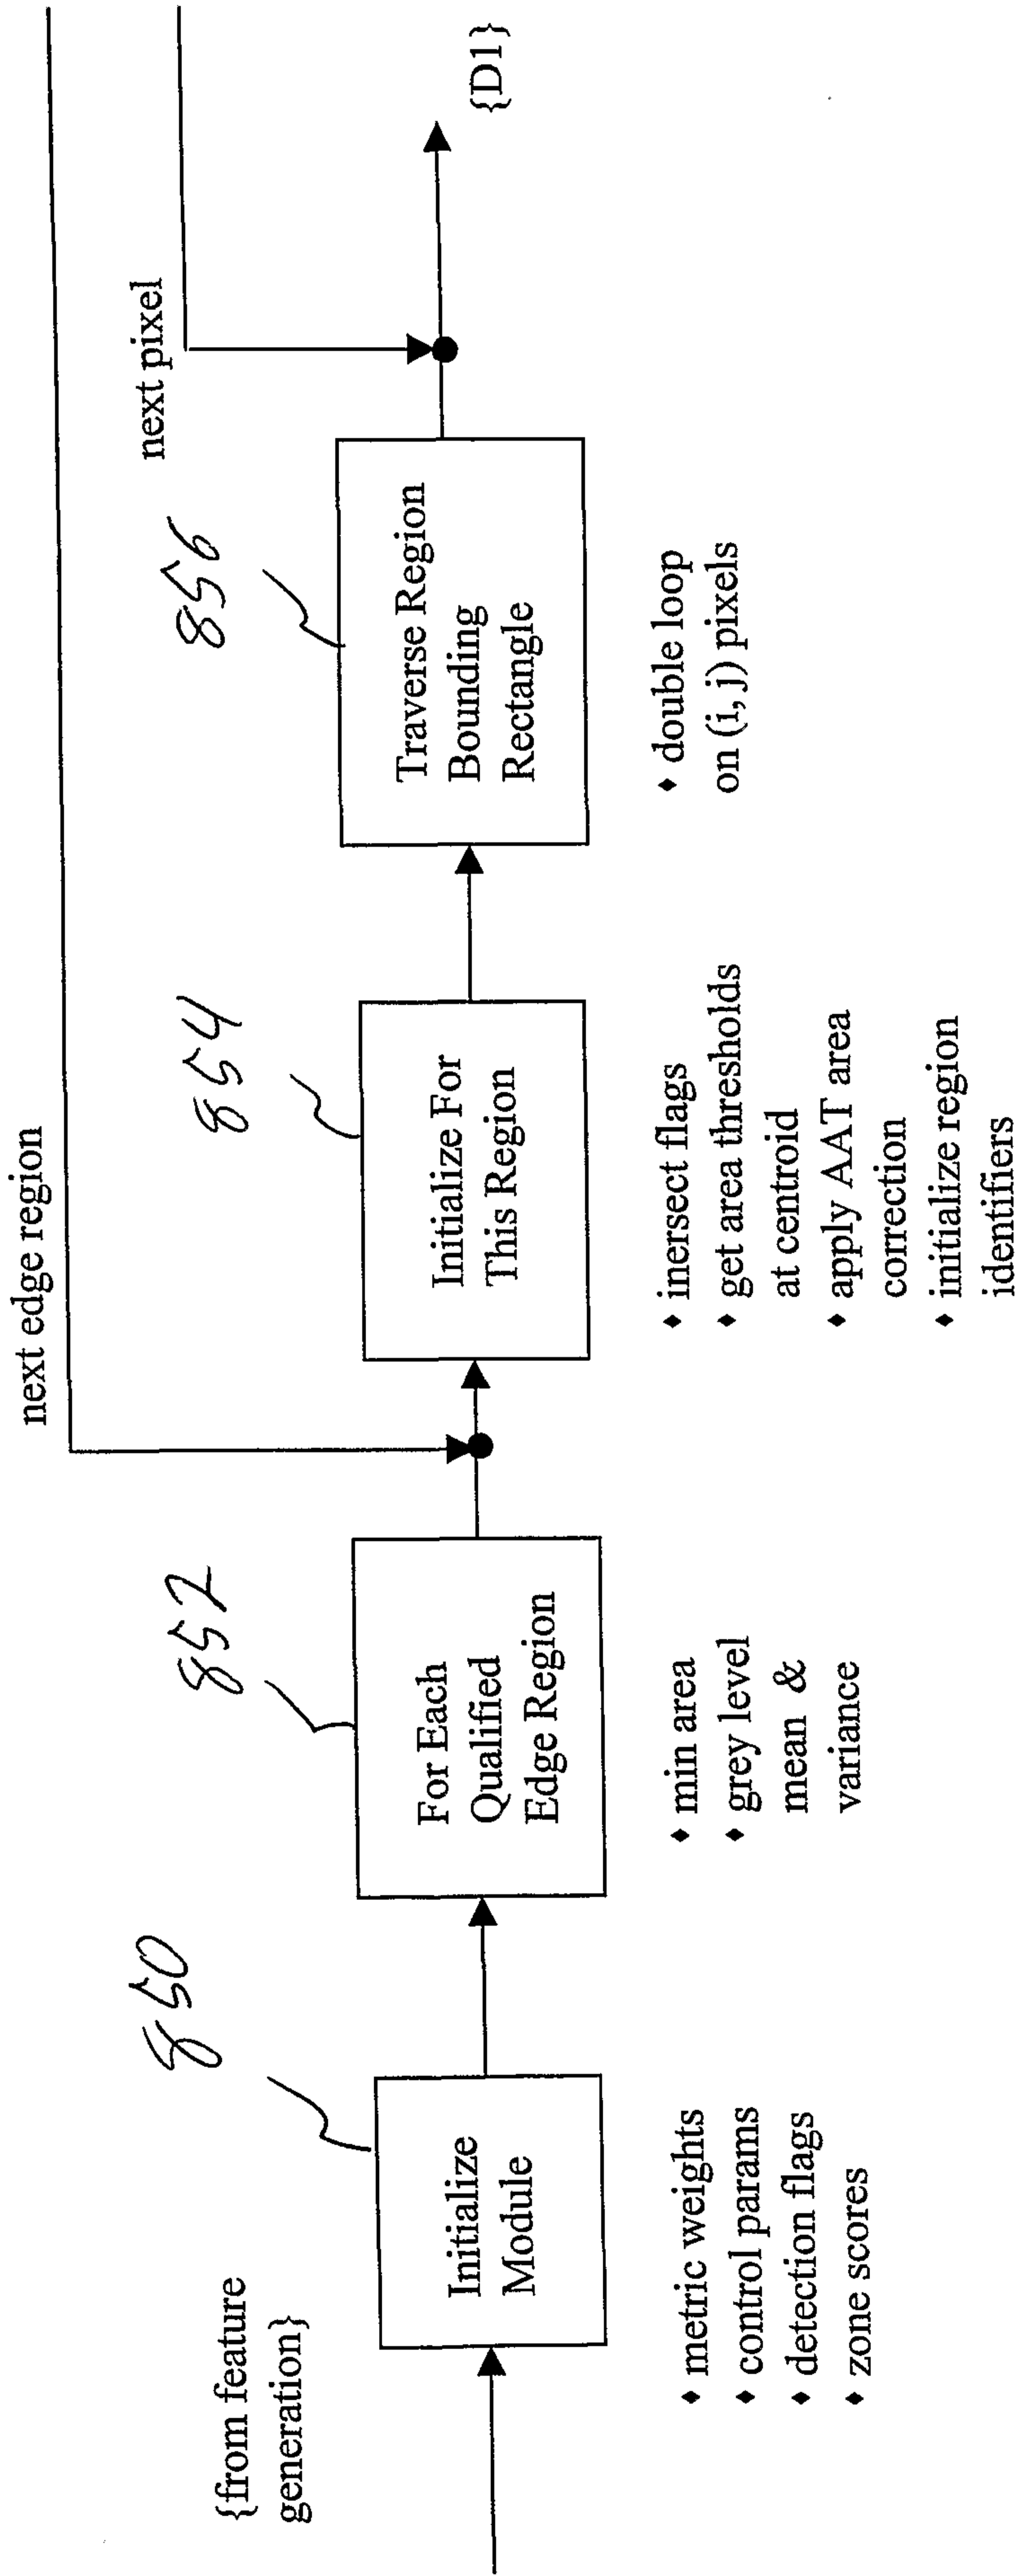 next edge region
next pixel
{from feature
generation}
850
Initialize
Module
♦ metric weights
♦ control params
♦ detection flags
♦ zone scores
852
For Each
Qualified
Edge Region
♦ min area
♦ grey level
mean &
variance
854
Initialize For
This Region
♦ inersect flags
♦ get area thresholds
at centroid
♦ apply AAT area
correction
♦ initialize region
identifiers
856
Traverse Region
Bounding
Rectangle
♦ double loop
on (i, j) pixels
{D1}